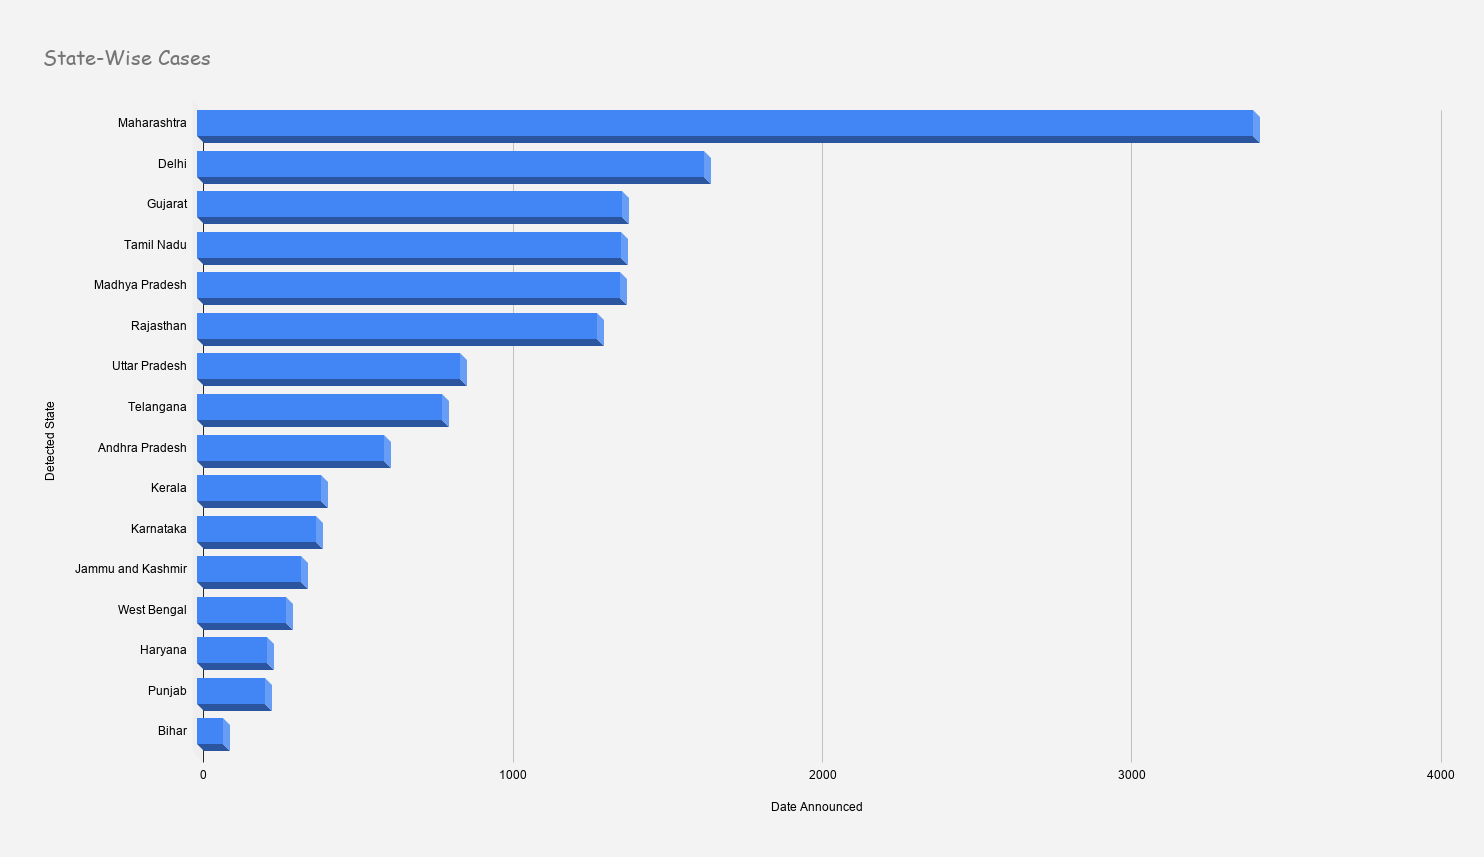 State-Wise Cases
Maharashtra
Delhi
Gujarat
Tamil Nadu
Madhya Pradesh
Rajasthan
Uttar Pradesh
Telangana
Andhra Pradesh
Kerala
Karnataka
Jammu and Kashmir
West Bengal
Haryana
Punjab
Bihar
Detected State
0 1000 2000 3000 4000
Date Announced